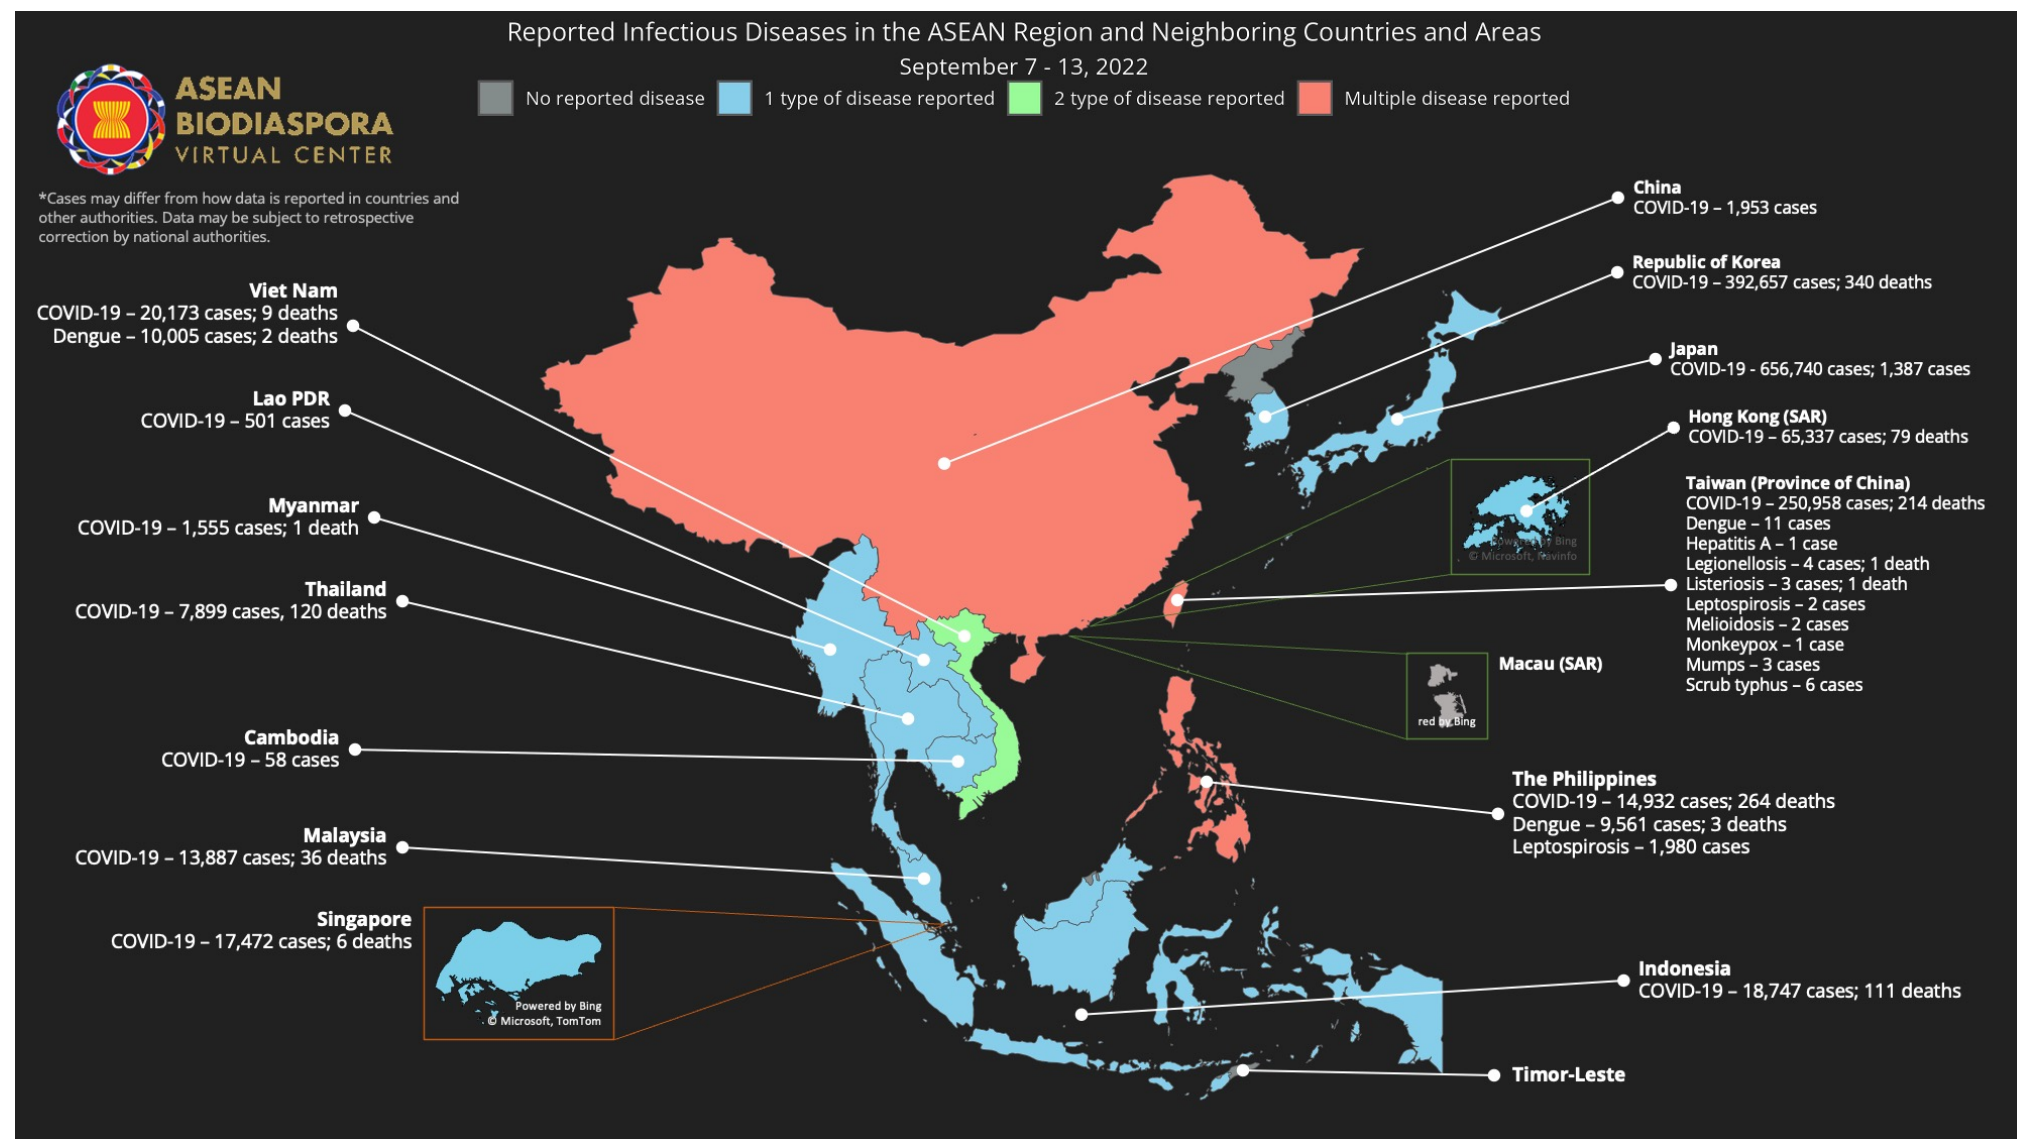 Reported Infectious Diseases in the ASEAN Region and Neighboring Countries and Areas
September 7 - 13, 2022
No reported disease
1 type of disease reported
2 type of disease reported
Multiple disease reported
ASEAN
BIODIASPORA
VIRTUAL CENTER
*Cases may differ from how data is reported in countries and
other authorities. Data may be subject to retrospective
correction by national authorities.
Viet Nam
COVID-19 – 20,173 cases; 9 deaths
Dengue – 10,005 cases; 2 deaths
Lao PDR
COVID-19 – 501 cases
Myanmar
COVID-19 – 1,555 cases; 1 death
Thailand
COVID-19 – 7,899 cases, 120 deaths
Cambodia
COVID-19 – 58 cases
Malaysia
COVID-19 – 13,887 cases; 36 deaths
Singapore
COVID-19 – 17,472 cases; 6 deaths
Powered by Bing
© Microsoft, TomTom
China
COVID-19 – 1,953 cases
Republic of Korea
COVID-19 – 392,657 cases; 340 deaths
Japan
COVID-19 - 656,740 cases; 1,387 cases
Hong Kong (SAR)
COVID-19 – 65,337 cases; 79 deaths
Powered by Bing
© Microsoft, Navinfo
Taiwan (Province of China)
COVID-19 – 250,958 cases; 214 deaths
Dengue – 11 cases
Hepatitis A – 1 case
Legionellosis – 4 cases; 1 death
Listeriosis – 3 cases; 1 death
Leptospirosis – 2 cases
Melioidosis – 2 cases
Monkeypox – 1 case
Mumps – 3 cases
Scrub typhus – 6 cases
Macau (SAR)
red by Bing
The Philippines
COVID-19 – 14,932 cases; 264 deaths
Dengue – 9,561 cases; 3 deaths
Leptospirosis – 1,980 cases
Indonesia
COVID-19 – 18,747 cases; 111 deaths
Timor-Leste